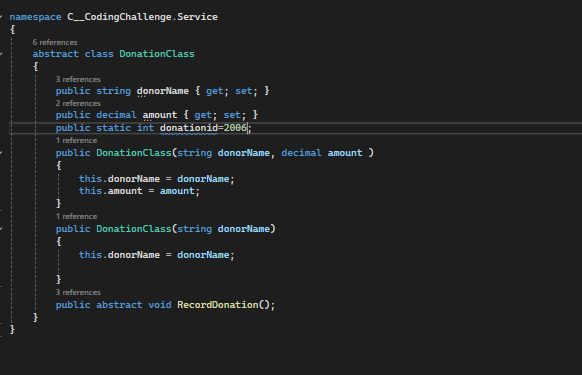 namespace C__CodingChallenge.Service
{
6 references
abstract class DonationClass
{
3 references
public string donorName { get; set; }
2 references
public decimal amount { get; set; }
public static int donationid=2006;
1 reference
public DonationClass(string donorName, decimal amount )
{
this.donorName = donorName;
this.amount = amount;
}
1 reference
public DonationClass(string donorName)
{
this.donorName = donorName;
}
3 references
public abstract void RecordDonation();
}
}